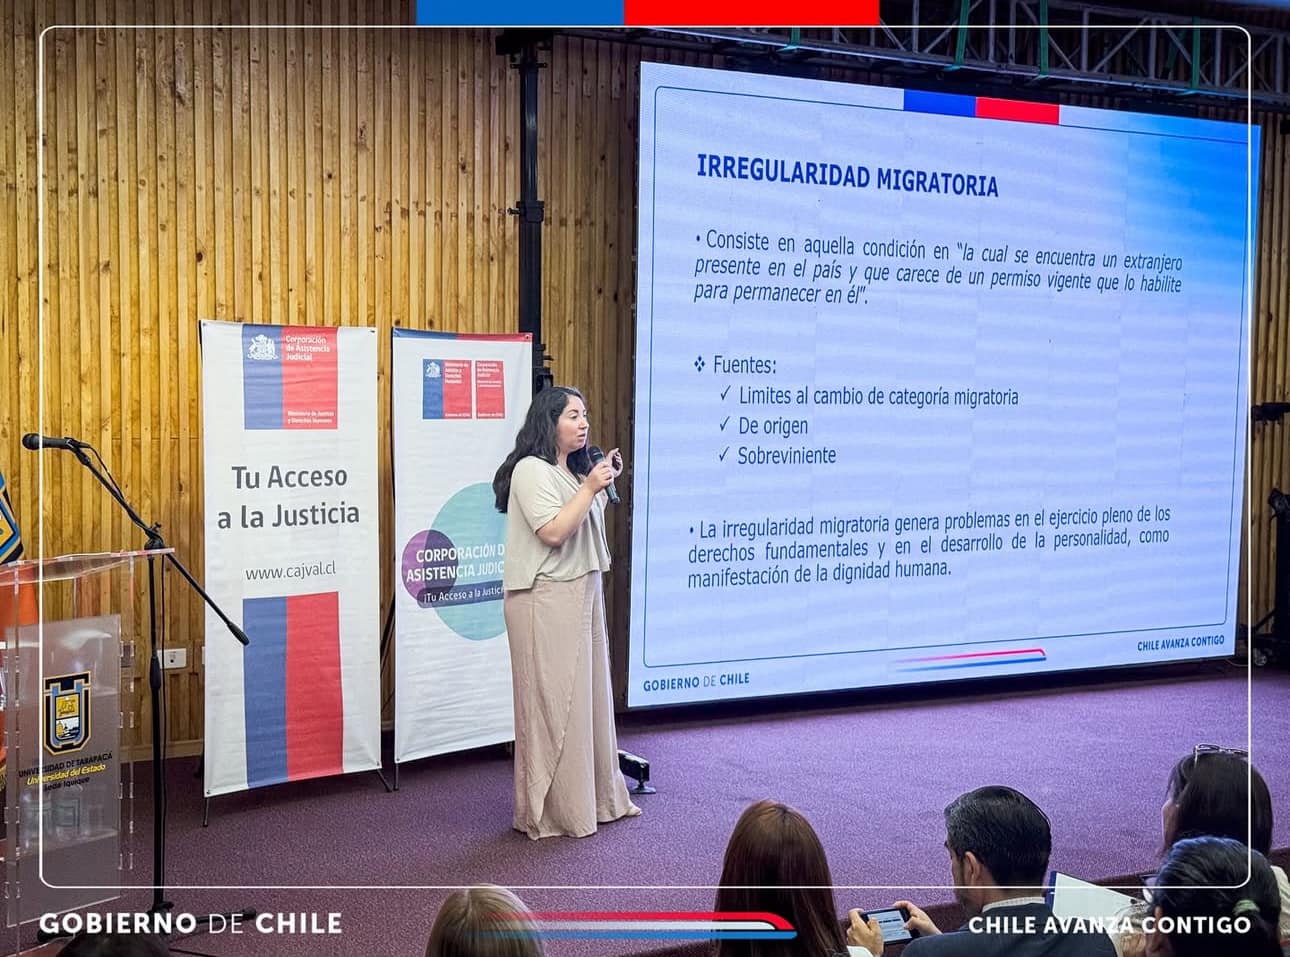 IRREGULARIDAD MIGRATORIA
• Consiste en aquella condición en “la cual se encuentra un extranjero
presente en el país y que carece de un permiso vigente que lo habilite
para permanecer en él”.
❖ Fuentes:
✓ Limites al cambio de categoría migratoria
✓ De origen
✓ Sobreviniente
• La irregularidad migratoria genera problemas en el ejercicio pleno de los
derechos fundamentales y en el desarrollo de la personalidad, como
manifestación de la dignidad humana.
GOBIERNO DE CHILE
CHILE AVANZA CONTIGO
Corporación
de Asistencia
Judicial
Ministerio de Justicia
y Derechos Humanos
Tu Acceso
a la Justicia
www.cajval.cl
CORPORACIÓN D
ASISTENCIA JUDIC
¡Tu Acceso a la Justici
UNIVERSIDAD DE TARAPACÁ
Universidad del Estado
Sede Iquique
GOBIERNO DE CHILE
CHILE AVANZA CONTIGO